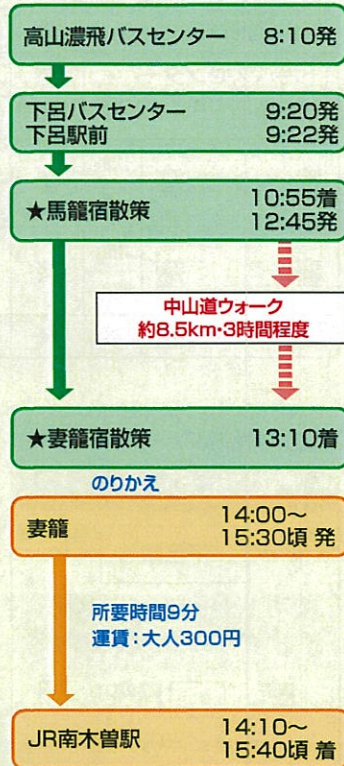 高山濃飛バスセンター 8:10発
下呂バスセンター 9:20発
下呂駅前 9:22発
★馬籠宿散策 10:55着
12:45発
中山道ウォーク
約8.5km・3時間程度
★妻籠宿散策 13:10着
のりかえ
妻籠 14:00〜
15:30頃 発
所要時間9分
運賃：大人300円
JR南木曽駅 14:10〜
15:40頃 着